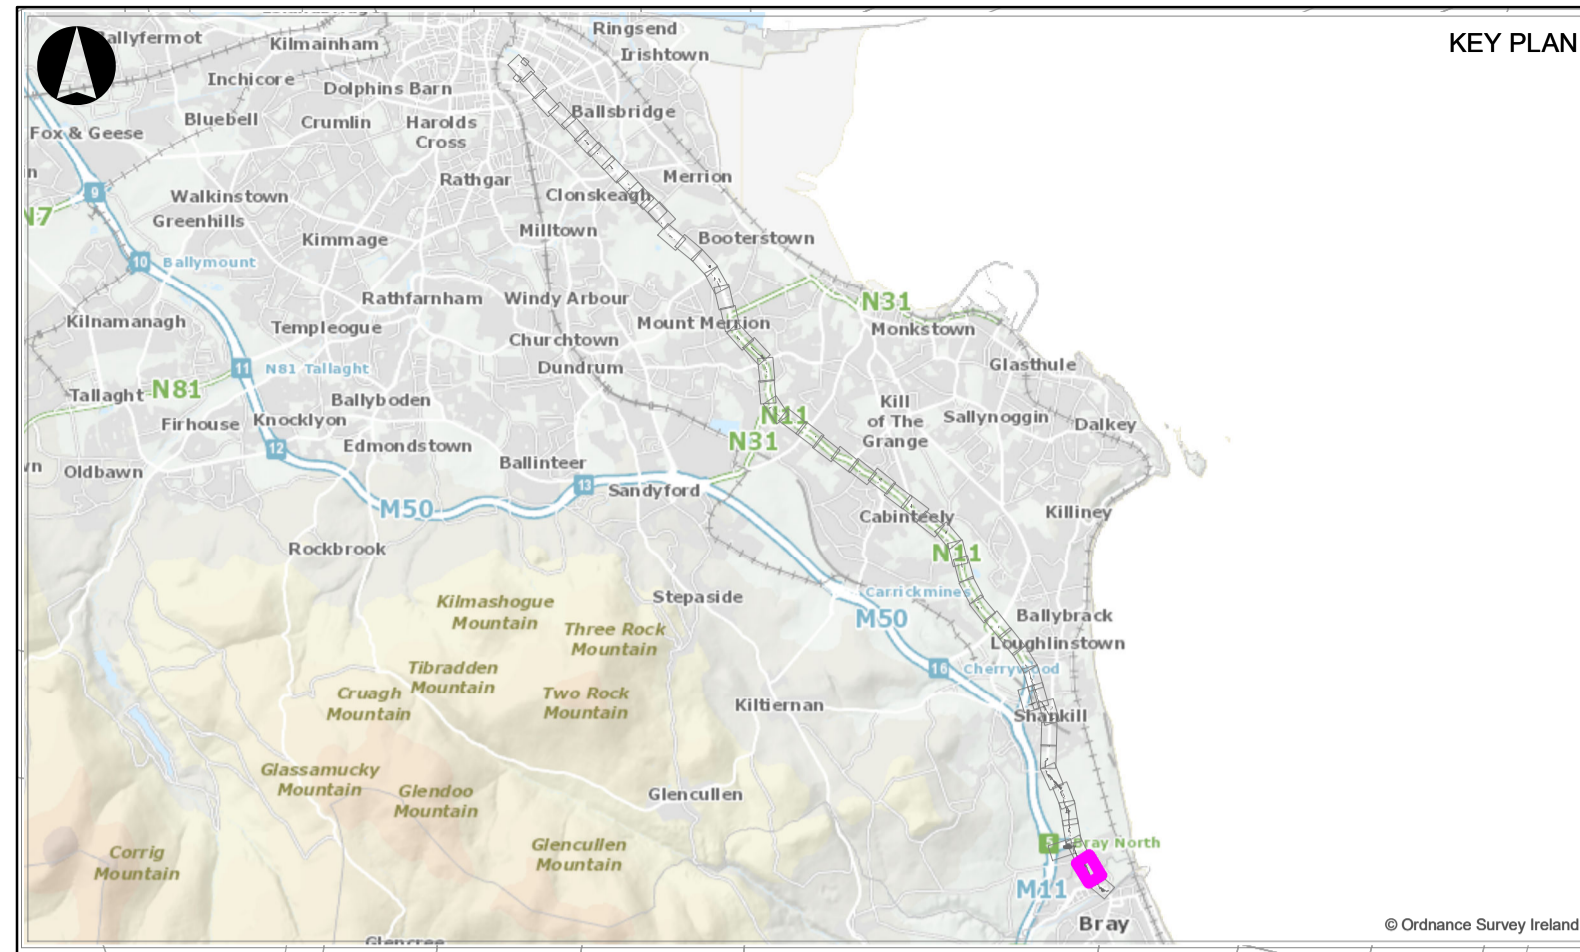 KEY PLAN
Ringsend
Ballyfermot
Kilmainham
Irishtown
Inchicore
Dolphins Barn
Ballsbridge
Bluebell
Crumlin
Harolds
Cross
Fox & Geese
Merrion
Rathgar
Clonskeagh
9
Walkinstown
N7
Greenhills
Milltown
Kimmage
Booterstown
10
Ballymount
Rathfarnham
Windy Arbour
N31
Kilnamanagh
Templeogue
Mount Merrion
Monkstown
Churchtown
Glasthule
11
N81 Tallaght
Dundrum
Tallaght
N81
Ballyboden
Kill
of The
Grange
N11
Sallynoggin
Dalkey
Firhouse
Knocklyon
N31
12
Edmondstown
Oldbawn
Ballinteer
13
Sandyford
M50
Cabinteely
Killiney
Rockbrook
N11
Kilmashogue
Mountain
Stepaside
Carrickmines
M50
Ballybrack
Three Rock
Mountain
Loughlinstown
Tibradden
Mountain
16
Cherrywood
Cruagh
Mountain
Two Rock
Mountain
Kiltiernan
Shankill
Glassamucky
Mountain
Glendoo
Mountain
Glencullen
Corrig
Mountain
Glencullen
Mountain
5
Bray North
M11
Bray
© Ordnance Survey Ireland
Glencree